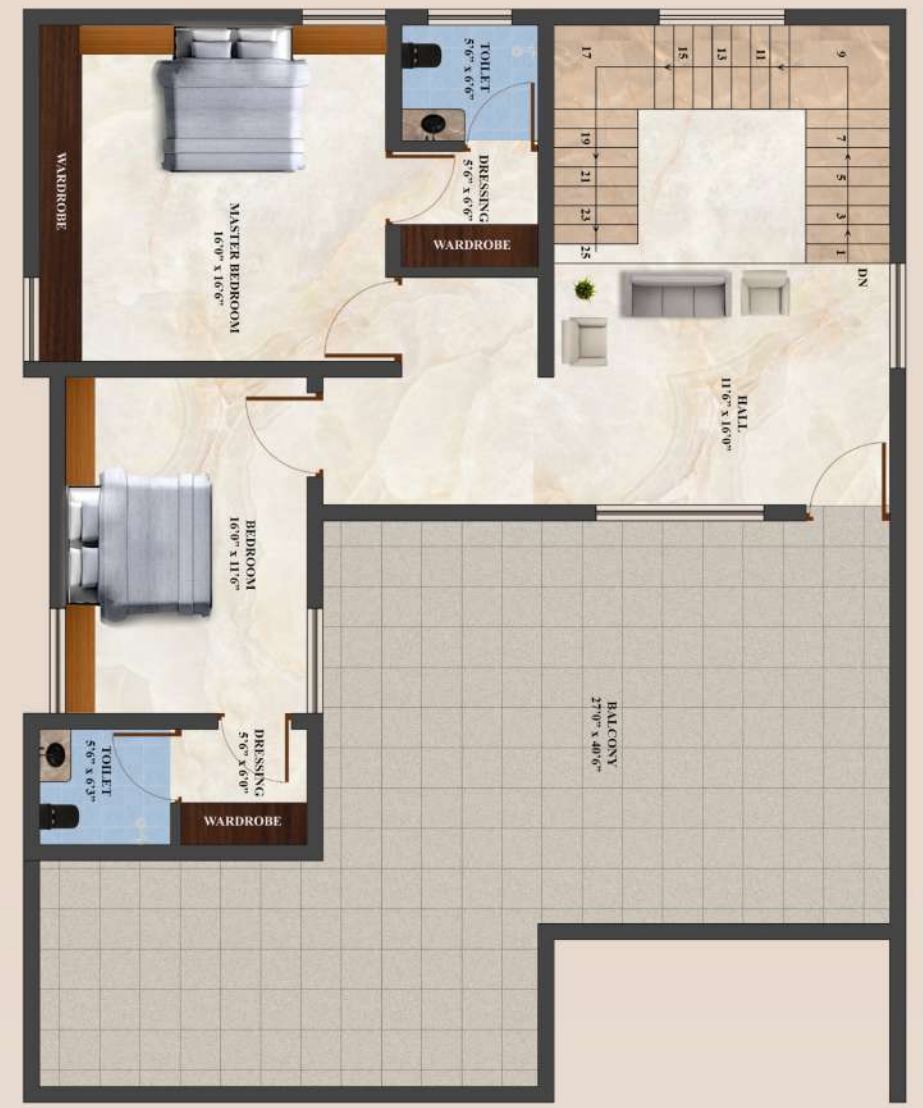 WARDROBE
MASTER BEDROOM
16'0" x 16'6"
TOILET
5'6" x 6'6"
DRESSING
5'6" x 6'6"
WARDROBE
17
15
13
11
9
7
5
3
1
19
21
23
25
DN
HALL
11'6" x 16'0"
BEDROOM
16'0" x 11'6"
DRESSING
5'6" x 6'0"
TOILET
5'6" x 6'3"
WARDROBE
BALCONY
27'0" x 40'6"